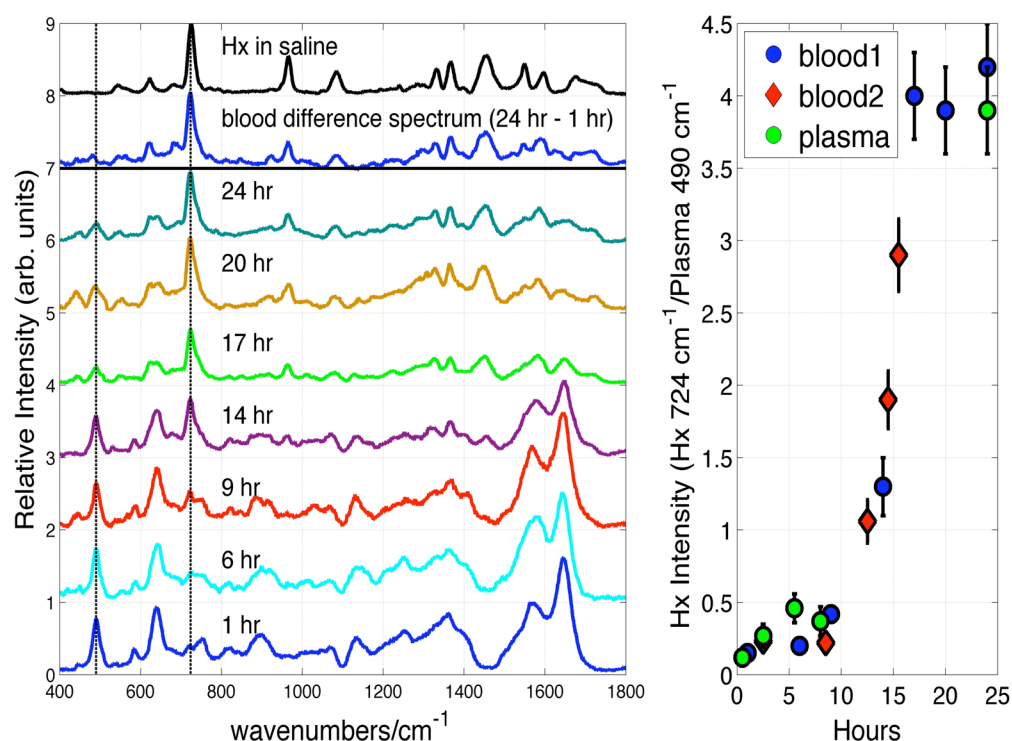 Relative Intensity (arb. units)
9
8
7
6
5
4
3
2
1
0
Hx in saline
blood difference spectrum (24 hr - 1 hr)
24 hr
20 hr
17 hr
14 hr
9 hr
6 hr
1 hr
400 600 800 1000 1200 1400 1600 1800
wavenumbers/cm-1
Hx Intensity (Hx 724 cm-1/Plasma 490 cm-1
4.5
4
3.5
3
2.5
2
1.5
1
0.5
0
blood1
blood2
plasma
0 5 10 15 20 25
Hours